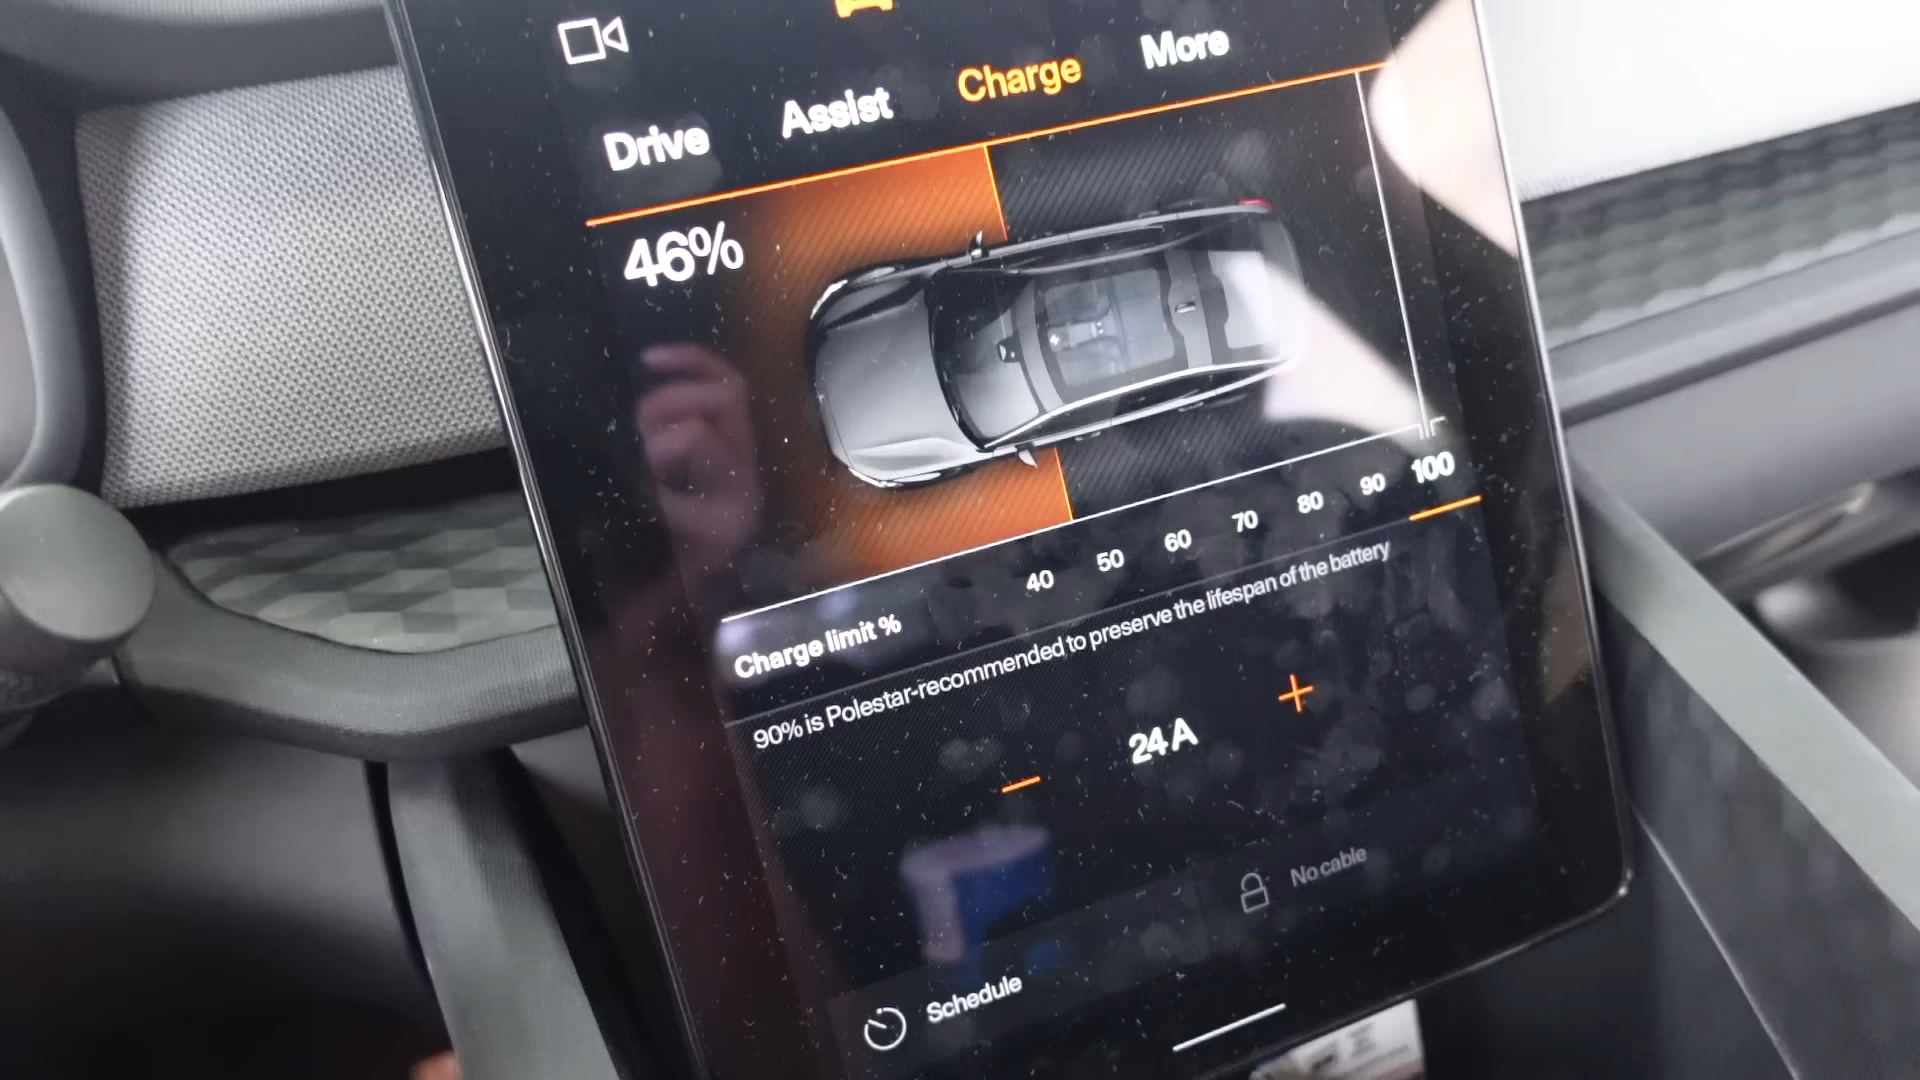 Drive Assist Charge More
46%
40 50 60 70 80 90 100
Charge limit %
90% is Polestar-recommended to preserve the lifespan of the battery
24 A
No cable
Schedule